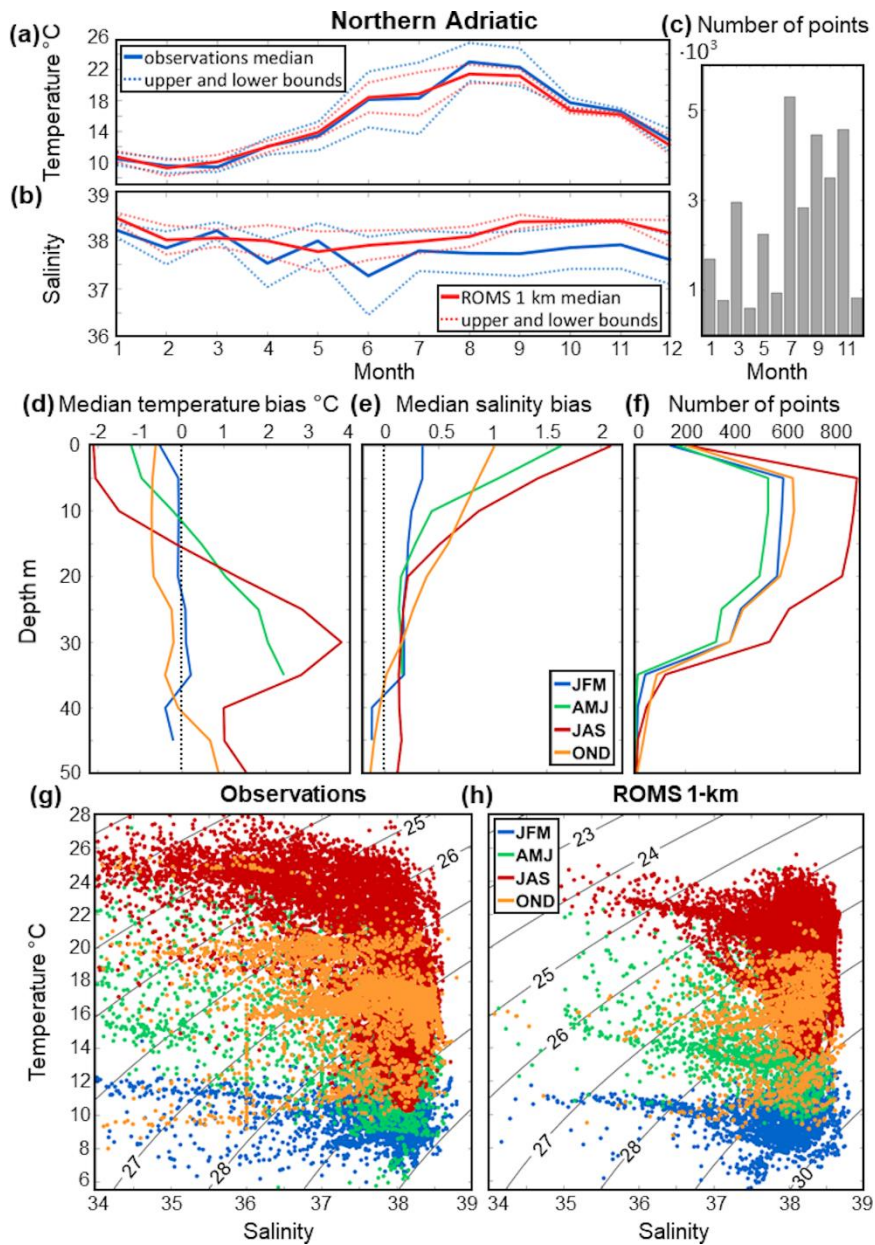 Northern Adriatic
(a)
Temperature °C
26
22
18
14
10
observations median
upper and lower bounds
(b)
Salinity
39
38
37
36
ROMS 1 km median
upper and lower bounds
1 2 3 4 5 6 7 8 9 10 11 12
Month
(c) Number of points
·10³
5
3
1
1 3 5 7 9 11
Month
(d) Median temperature bias °C
-2 -1 0 1 2 3 4
Depth m
0
10
20
30
40
50
(e) Median salinity bias
0 0.5 1 1.5 2
JFM
AMJ
JAS
OND
(f) Number of points
0 200 400 600 800
(g) Observations
Temperature °C
28
26
24
22
20
18
16
14
12
10
8
6
25
26
27
28
34 35 36 37 38 39
Salinity
(h) ROMS 1-km
JFM
AMJ
JAS
OND
23
24
25
26
27
28
30
34 35 36 37 38 39
Salinity